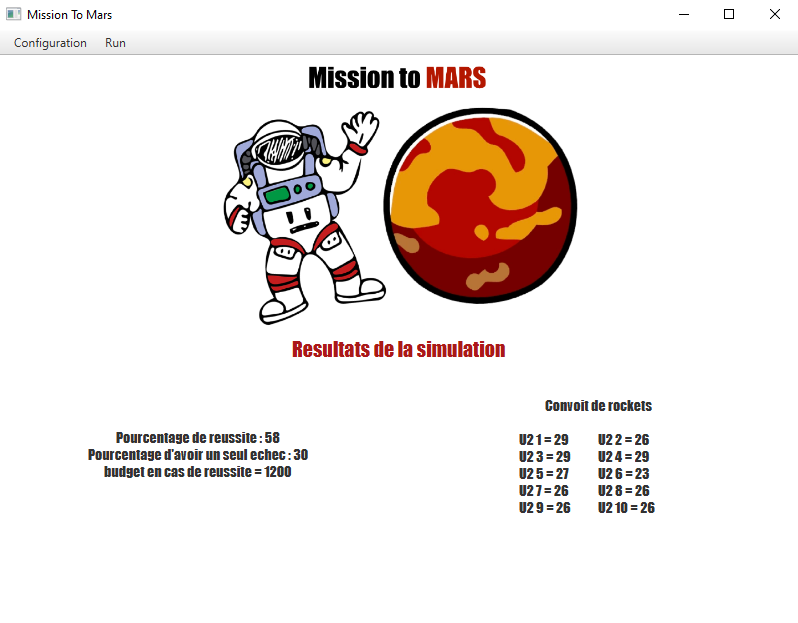 Mission To Mars
Configuration Run
Mission to MARS
Resultats de la simulation
Pourcentage de reussite : 58
Pourcentage d'avoir un seul echec : 30
budget en cas de reussite = 1200
Convoit de rockets
U2 1 = 29 U2 2 = 26
U2 3 = 29 U2 4 = 29
U2 5 = 27 U2 6 = 23
U2 7 = 26 U2 8 = 26
U2 9 = 26 U2 10 = 26